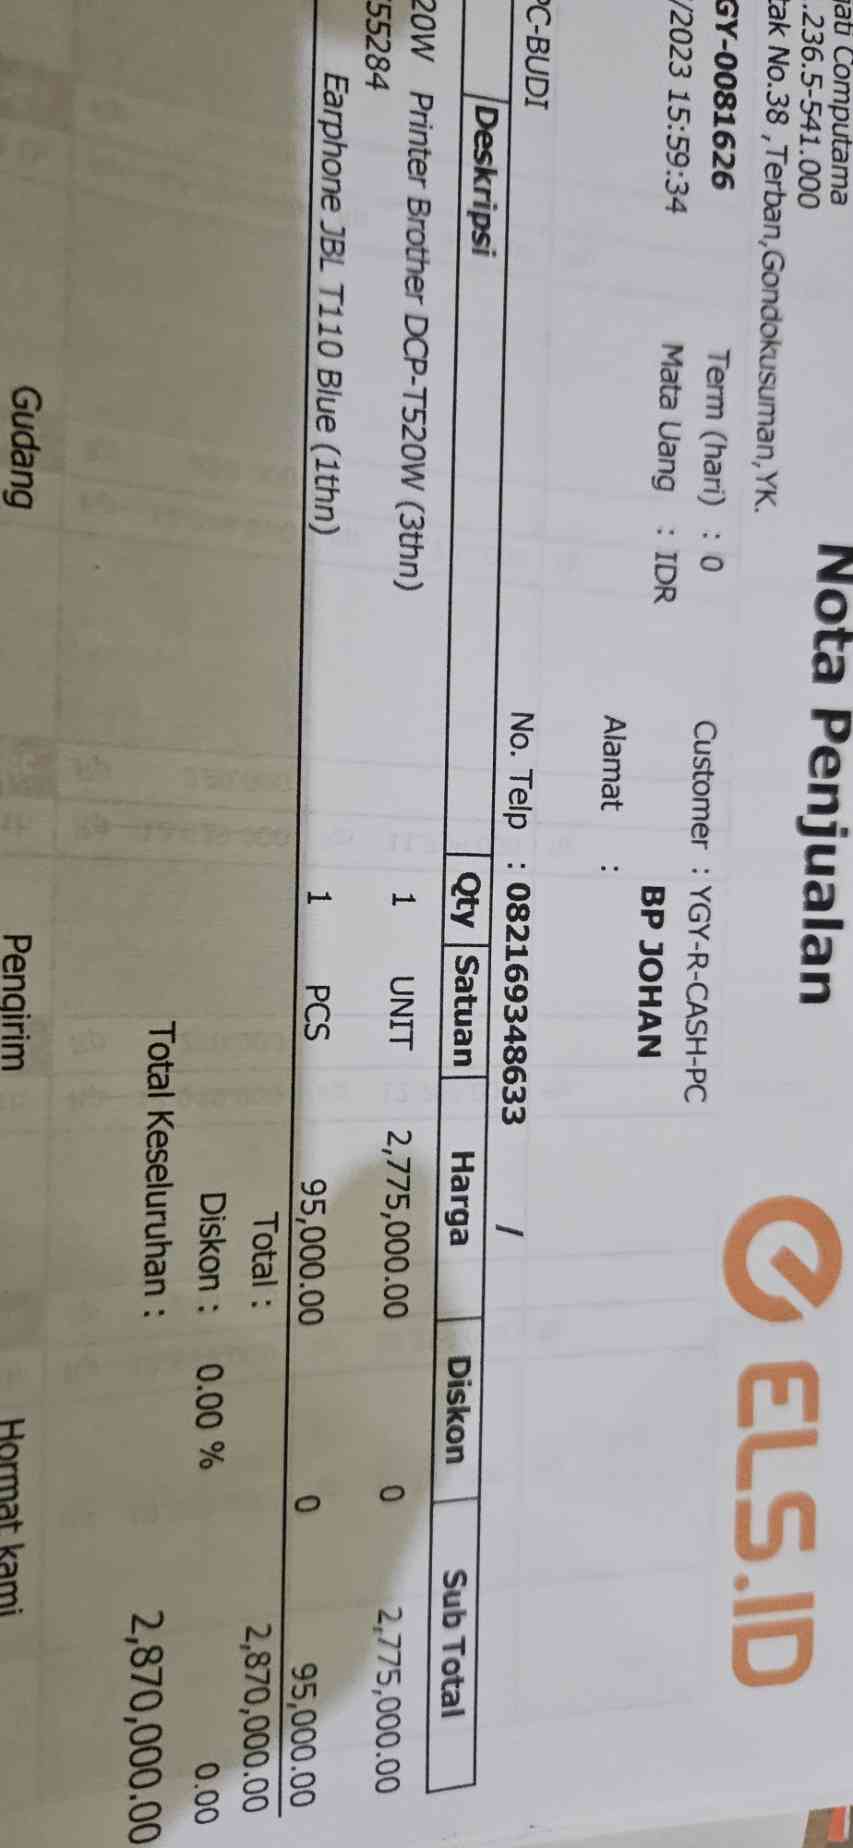 Nota Penjualan
ELS.ID
Computama
.236.5-541.000
No.38 ,Terban,Gondokusuman,YK.
GY-0081626
Term (hari) : 0
Customer : YGY-R-CASH-PC
/2023 15:59:34
Mata Uang : IDR
BP JOHAN
Alamat :
PC-BUDI
No. Telp : 082169348633 /
Deskripsi Qty Satuan Harga Diskon Sub Total
20W Printer Brother DCP-T520W (3thn) 1 UNIT 2,775,000.00 0 2,775,000.00
55284
Earphone JBL T110 Blue (1thn) 1 PCS 95,000.00 0 95,000.00
Total : 2,870,000.00
Diskon : 0.00 % 0.00
Total Keseluruhan : 2,870,000.00
Gudang Pengirim Hormat kami